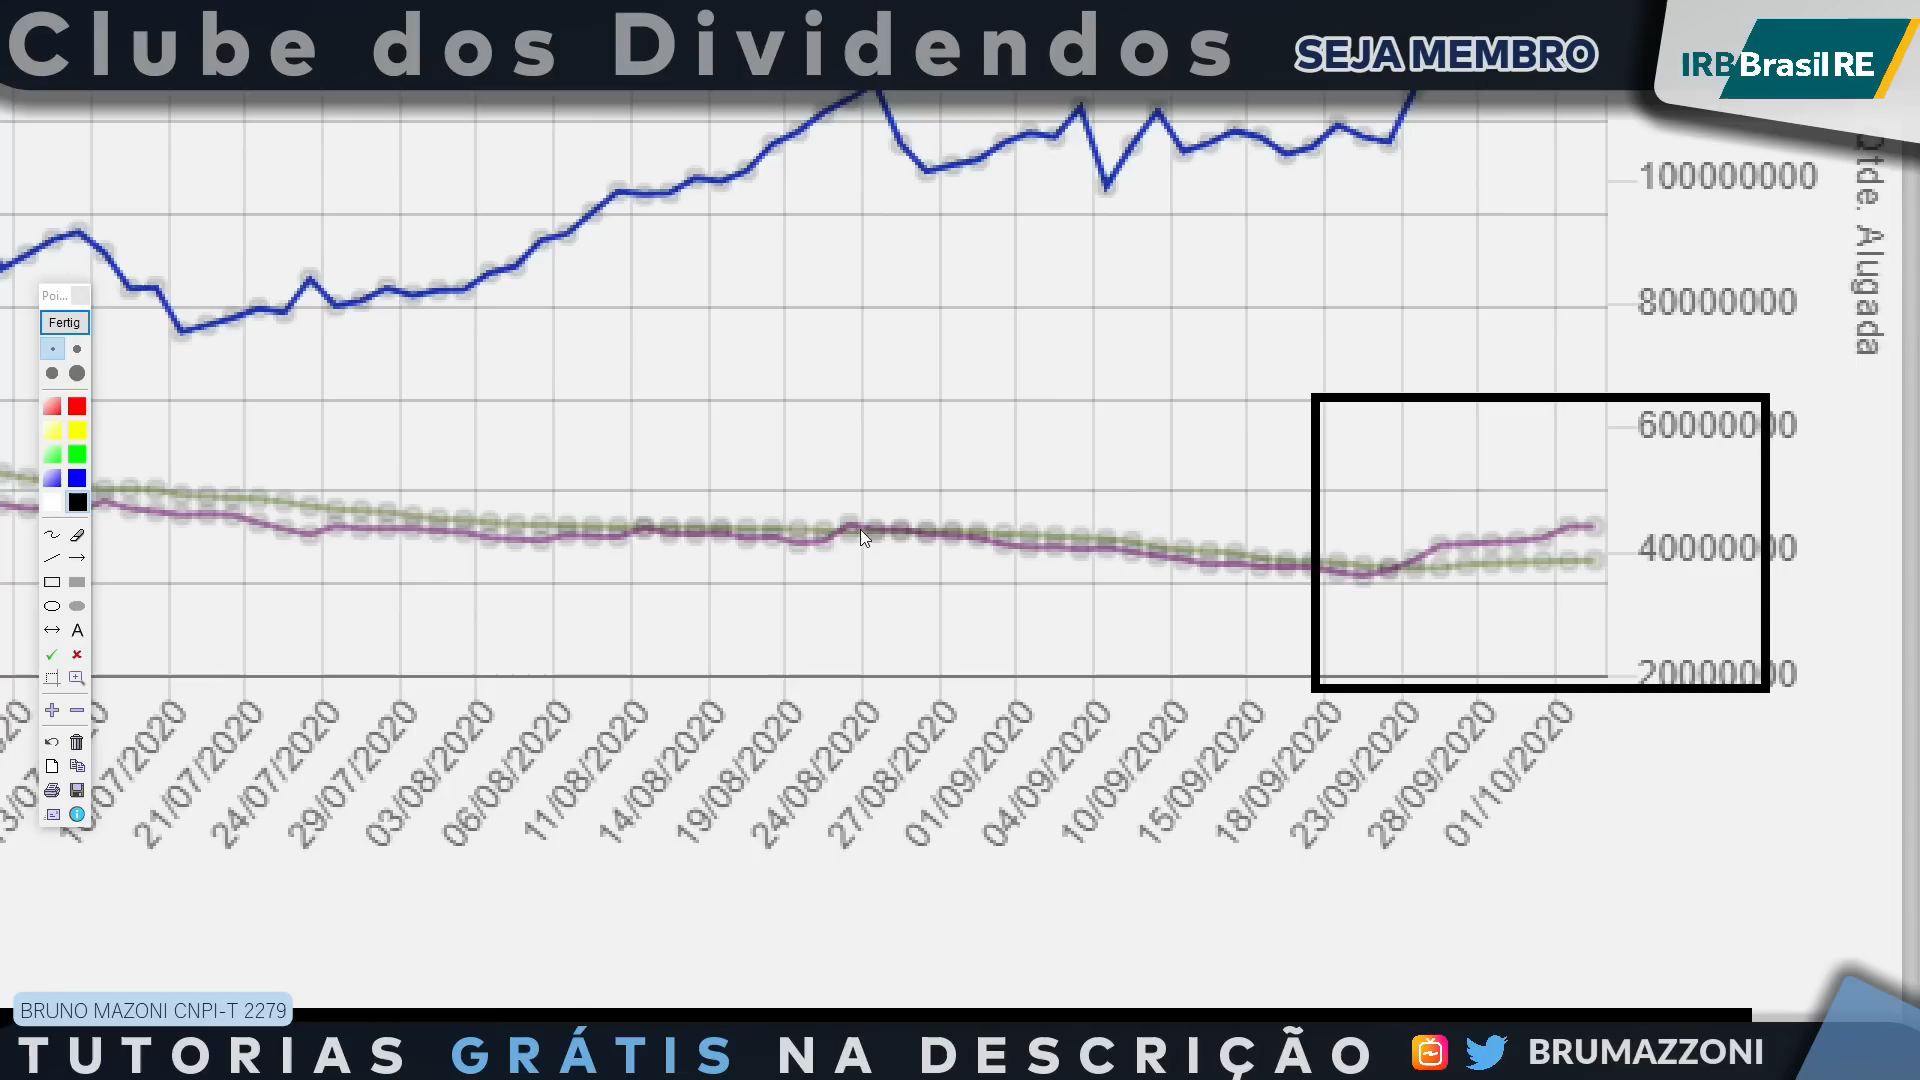 Clube dos Dividendos
SEJA MEMBRO
IRBBrasil RE
Qtde. Alugada
100000000
80000000
60000000
40000000
20000000
Poi...
Fertig
A
21/07/2020
24/07/2020
29/07/2020
03/08/2020
06/08/2020
11/08/2020
14/08/2020
19/08/2020
24/08/2020
27/08/2020
01/09/2020
04/09/2020
10/09/2020
15/09/2020
18/09/2020
23/09/2020
28/09/2020
01/10/2020
BRUNO MAZONI CNPI-T 2279
TUTORIAS GRÁTIS NA DESCRIÇÃO
BRUMAZZONI